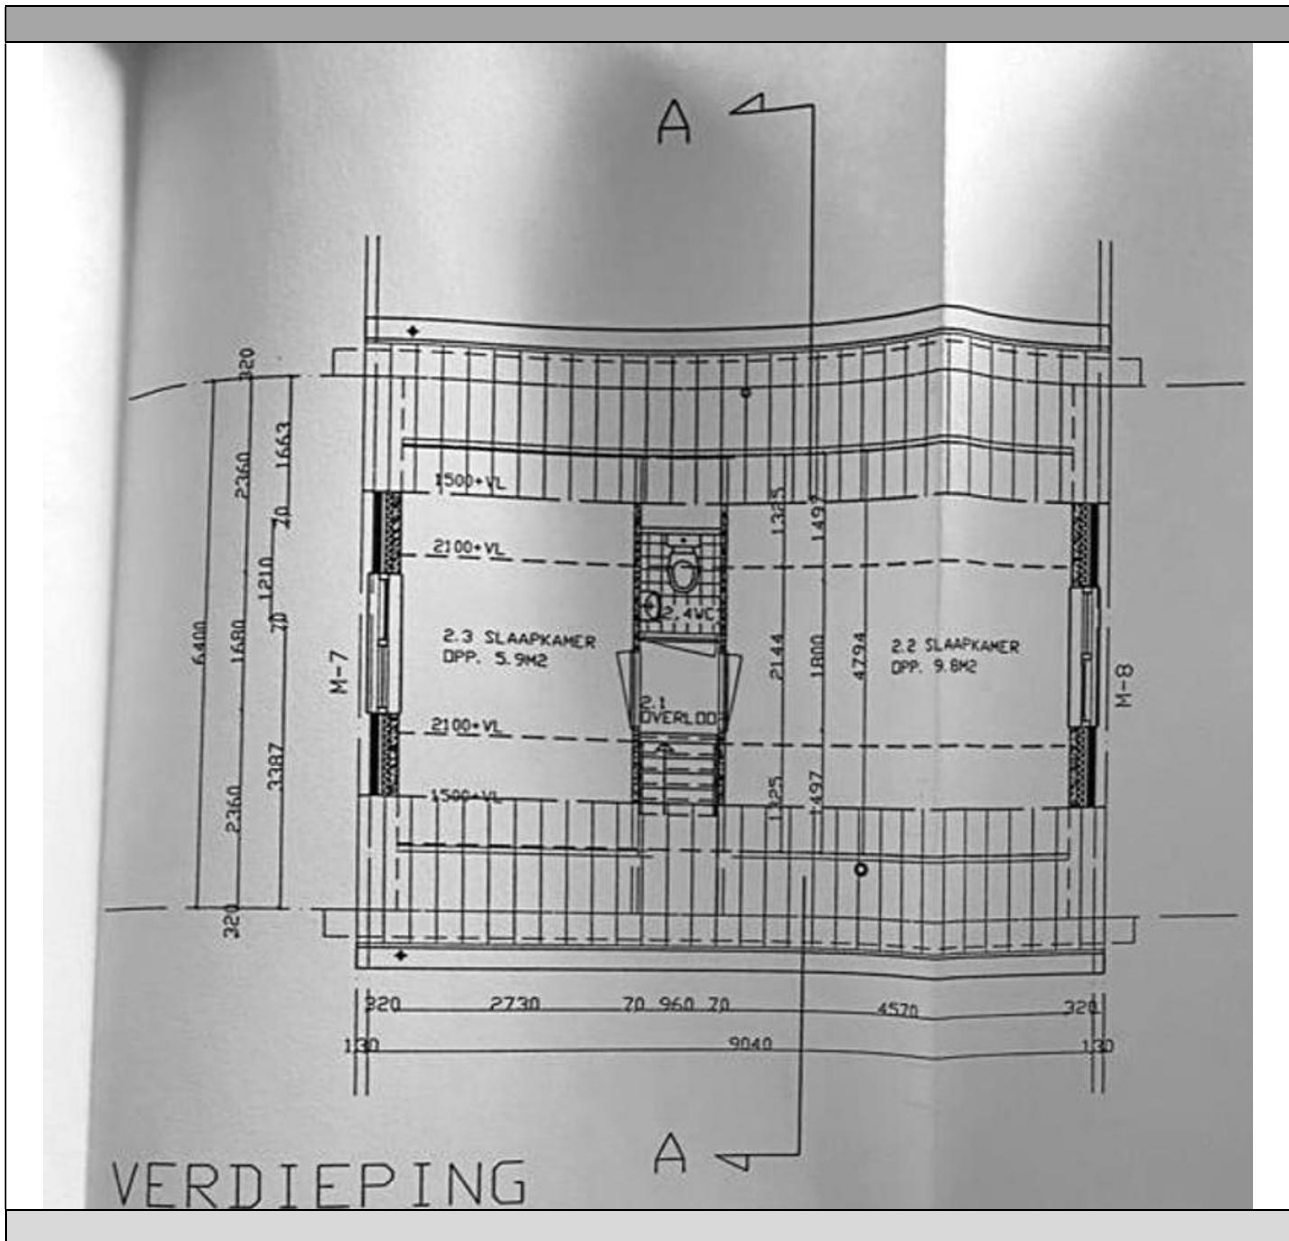 A
320
1663
2360
1500+VL
70
1325
1497
2100+VL
1210
2.4WC
70
6400
1680
M-7
2.3 SLAAPKAMER
OPP. 5.9M2
2144
1800
4794
2.2 SLAAPKAMER
OPP. 9.8M2
M-8
2.1
OVERLOO
2100+VL
3387
2360
1500+VL
1325
1497
320
320 2730 70 960 70 4570 320
130 9040 130
A
VERDIEPING